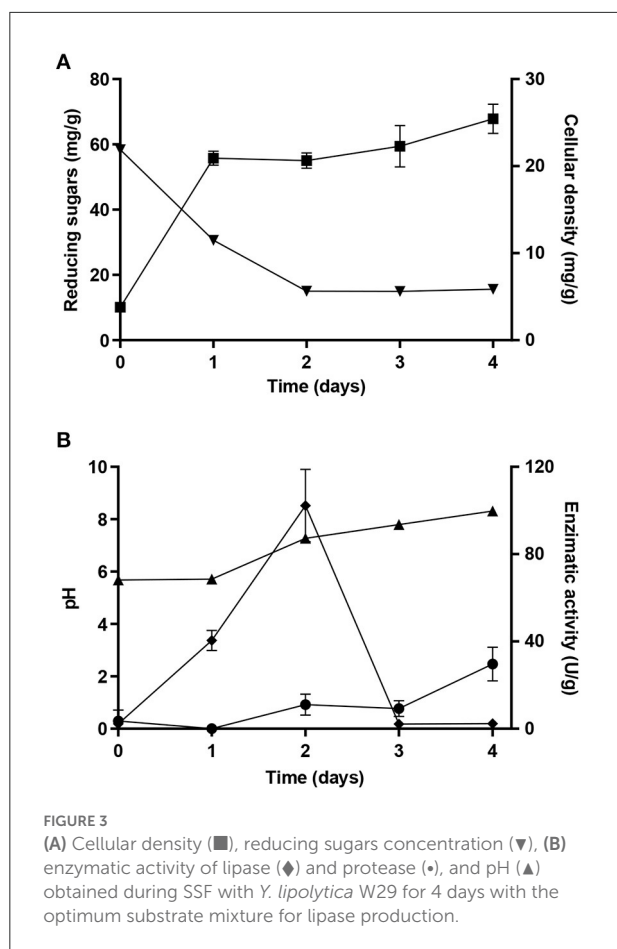 A
80
60
40
20
0
Reducing sugars (mg/g)
30
20
10
0
Cellular density
(mg/g)
0 1 2 3 4
Time (days)
B
10
8
6
4
2
0
pH
120
80
40
0
Enzimatic activity (U/g)
0 1 2 3 4
Time (days)
FIGURE 3
(A) Cellular density (■), reducing sugars concentration (▼), (B)
enzymatic activity of lipase (♦) and protease (•), and pH (▲)
obtained during SSF with Y. lipolytica W29 for 4 days with the
optimum substrate mixture for lipase production.